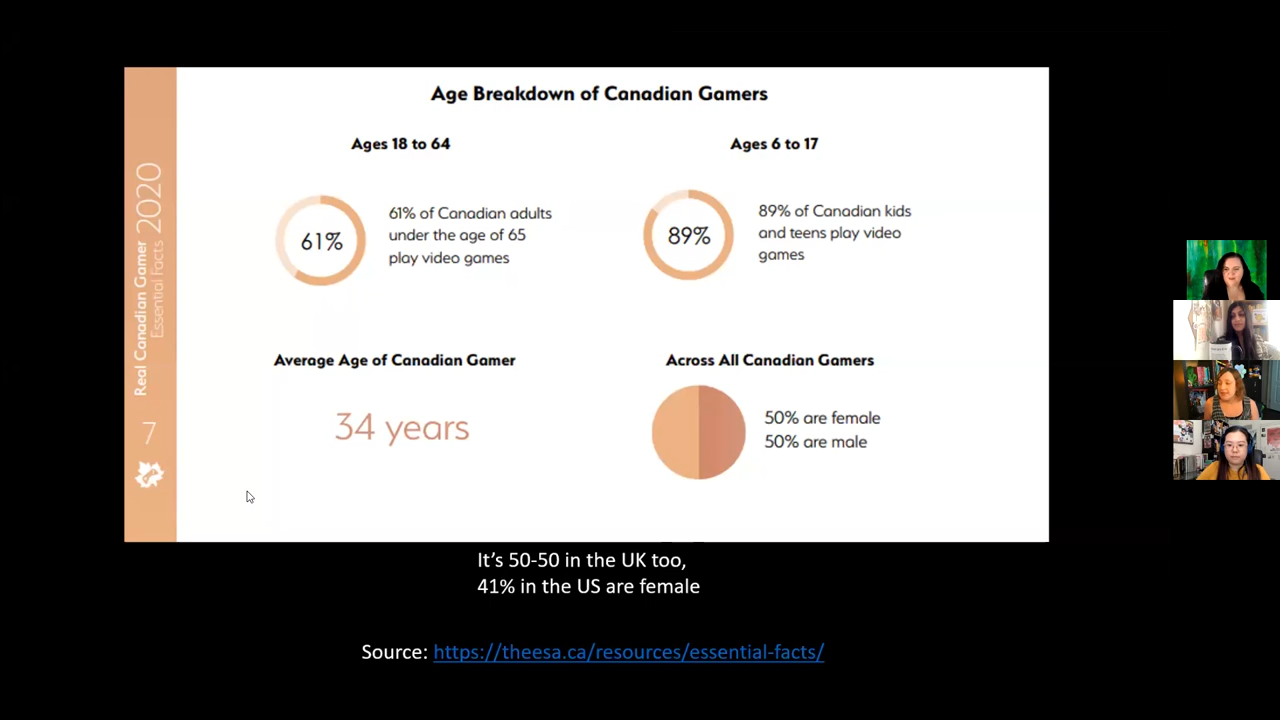 Age Breakdown of Canadian Gamers
Ages 18 to 64
61%
61% of Canadian adults
under the age of 65
play video games
Ages 6 to 17
89%
89% of Canadian kids
and teens play video
games
Average Age of Canadian Gamer
34 years
Across All Canadian Gamers
50% are female
50% are male
Real Canadian Gamer
Essential Facts 2020
7
It's 50-50 in the UK too,
41% in the US are female
Source: https://theesa.ca/resources/essential-facts/